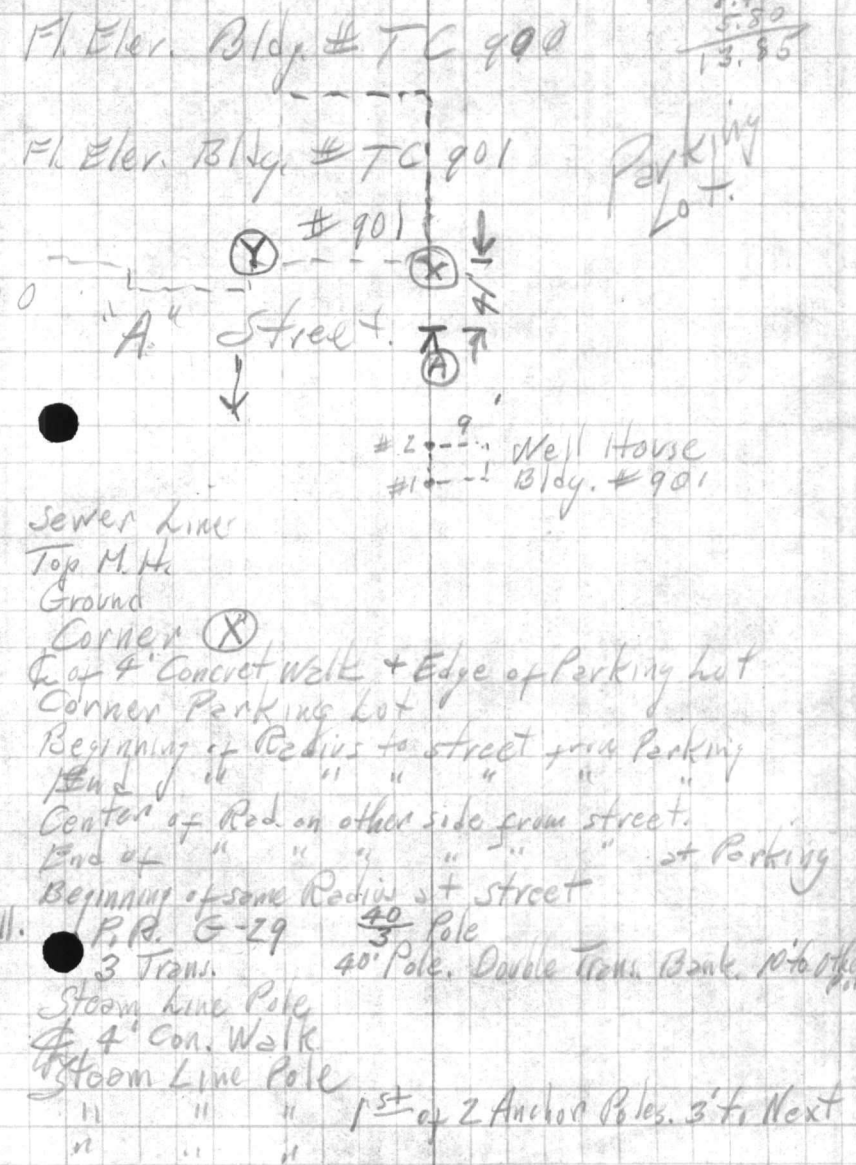 Fl. Elev. Bldg. # TC 900
5.80
13.85
Fl. Elev. Bldg. # TC 901
Parking
Lot.
# 901
Y
X
4'
0
"A" Street.
A
9'
# 2
Well House
#1
Bldg. # 901
Sewer Line
Top M.H.
Ground
Corner X
℄ of 4' Concret Walk + Edge of Parking Lot
Corner Parking Lot
Beginning of Radius to street from Parking
End " " " " " "
Center of Rad. on other side from street.
End of " " " " " " at Parking
Beginning of same Radius at street
P.P. G-29 40/3 Pole
3 Trans. 40' Pole. Double Trans. Bank. 10' to Other
Steam Line Pole
℄ 4' Con. Walk
Steam Line Pole
" " " 1st of 2 Anchor Poles. 3' to Next
" " "